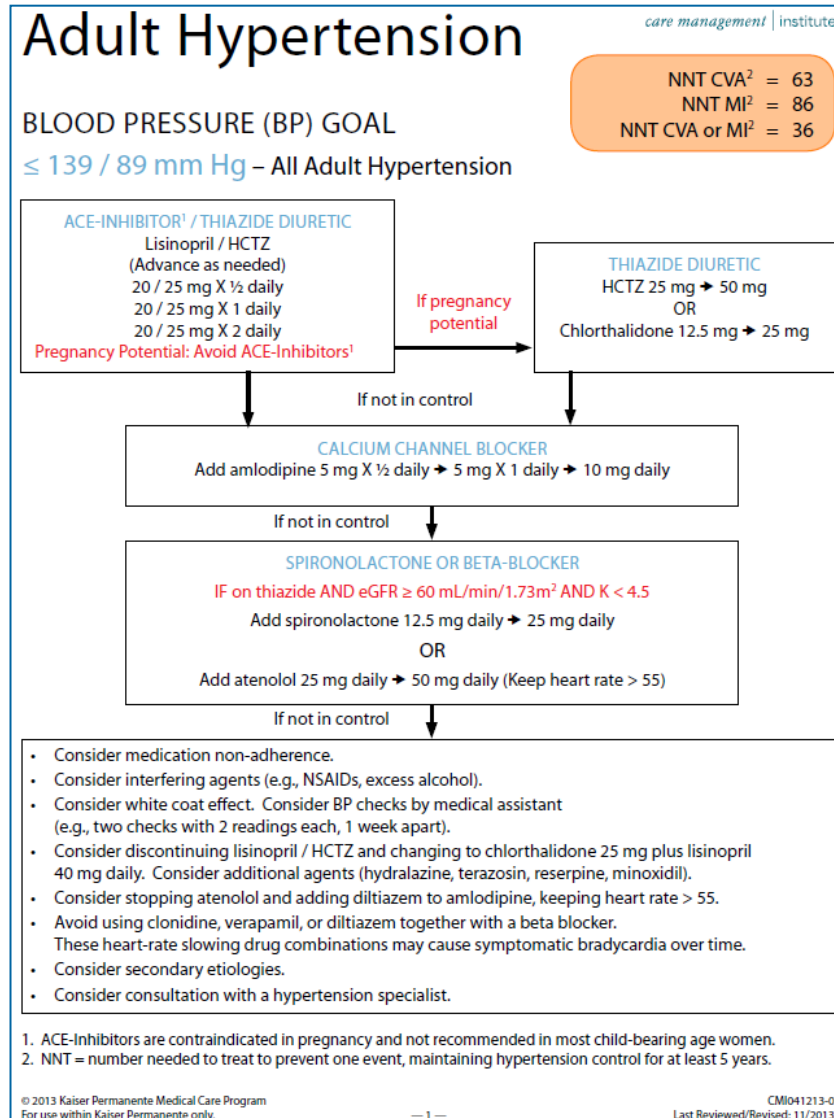 Adult Hypertension
care management | institute
NNT CVA² = 63
NNT MI² = 86
NNT CVA or MI² = 36
BLOOD PRESSURE (BP) GOAL
≤ 139 / 89 mm Hg – All Adult Hypertension
ACE-INHIBITOR¹ / THIAZIDE DIURETIC
Lisinopril / HCTZ
(Advance as needed)
20 / 25 mg X ½ daily
20 / 25 mg X 1 daily
20 / 25 mg X 2 daily
Pregnancy Potential: Avoid ACE-Inhibitors¹
If pregnancy
potential
THIAZIDE DIURETIC
HCTZ 25 mg ➔ 50 mg
OR
Chlorthalidone 12.5 mg ➔ 25 mg
If not in control
CALCIUM CHANNEL BLOCKER
Add amlodipine 5 mg X ½ daily ➔ 5 mg X 1 daily ➔ 10 mg daily
If not in control
SPIRONOLACTONE OR BETA-BLOCKER
IF on thiazide AND eGFR ≥ 60 mL/min/1.73m² AND K < 4.5
Add spironolactone 12.5 mg daily ➔ 25 mg daily
OR
Add atenolol 25 mg daily ➔ 50 mg daily (Keep heart rate > 55)
If not in control
• Consider medication non-adherence.
• Consider interfering agents (e.g., NSAIDs, excess alcohol).
• Consider white coat effect. Consider BP checks by medical assistant
(e.g., two checks with 2 readings each, 1 week apart).
• Consider discontinuing lisinopril / HCTZ and changing to chlorthalidone 25 mg plus lisinopril
40 mg daily. Consider additional agents (hydralazine, terazosin, reserpine, minoxidil).
• Consider stopping atenolol and adding diltiazem to amlodipine, keeping heart rate > 55.
• Avoid using clonidine, verapamil, or diltiazem together with a beta blocker.
These heart-rate slowing drug combinations may cause symptomatic bradycardia over time.
• Consider secondary etiologies.
• Consider consultation with a hypertension specialist.
1. ACE-Inhibitors are contraindicated in pregnancy and not recommended in most child-bearing age women.
2. NNT = number needed to treat to prevent one event, maintaining hypertension control for at least 5 years.
© 2013 Kaiser Permanente Medical Care Program
For use within Kaiser Permanente only.
— 1 —
CMI041213-0
Last Reviewed/Revised: 11/2013